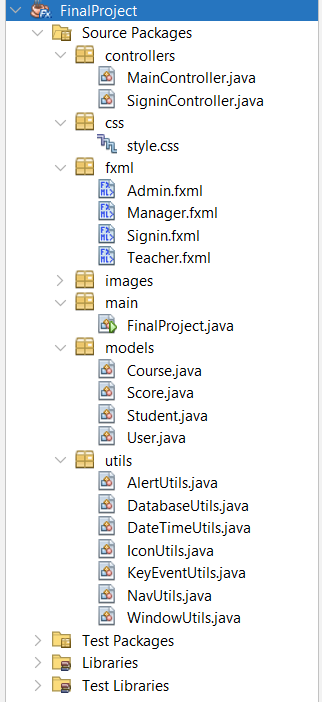 FinalProject
Source Packages
controllers
MainController.java
SigninController.java
css
style.css
fxml
Admin.fxml
Manager.fxml
Signin.fxml
Teacher.fxml
images
main
FinalProject.java
models
Course.java
Score.java
Student.java
User.java
utils
AlertUtils.java
DatabaseUtils.java
DateTimeUtils.java
IconUtils.java
KeyEventUtils.java
NavUtils.java
WindowUtils.java
Test Packages
Libraries
Test Libraries